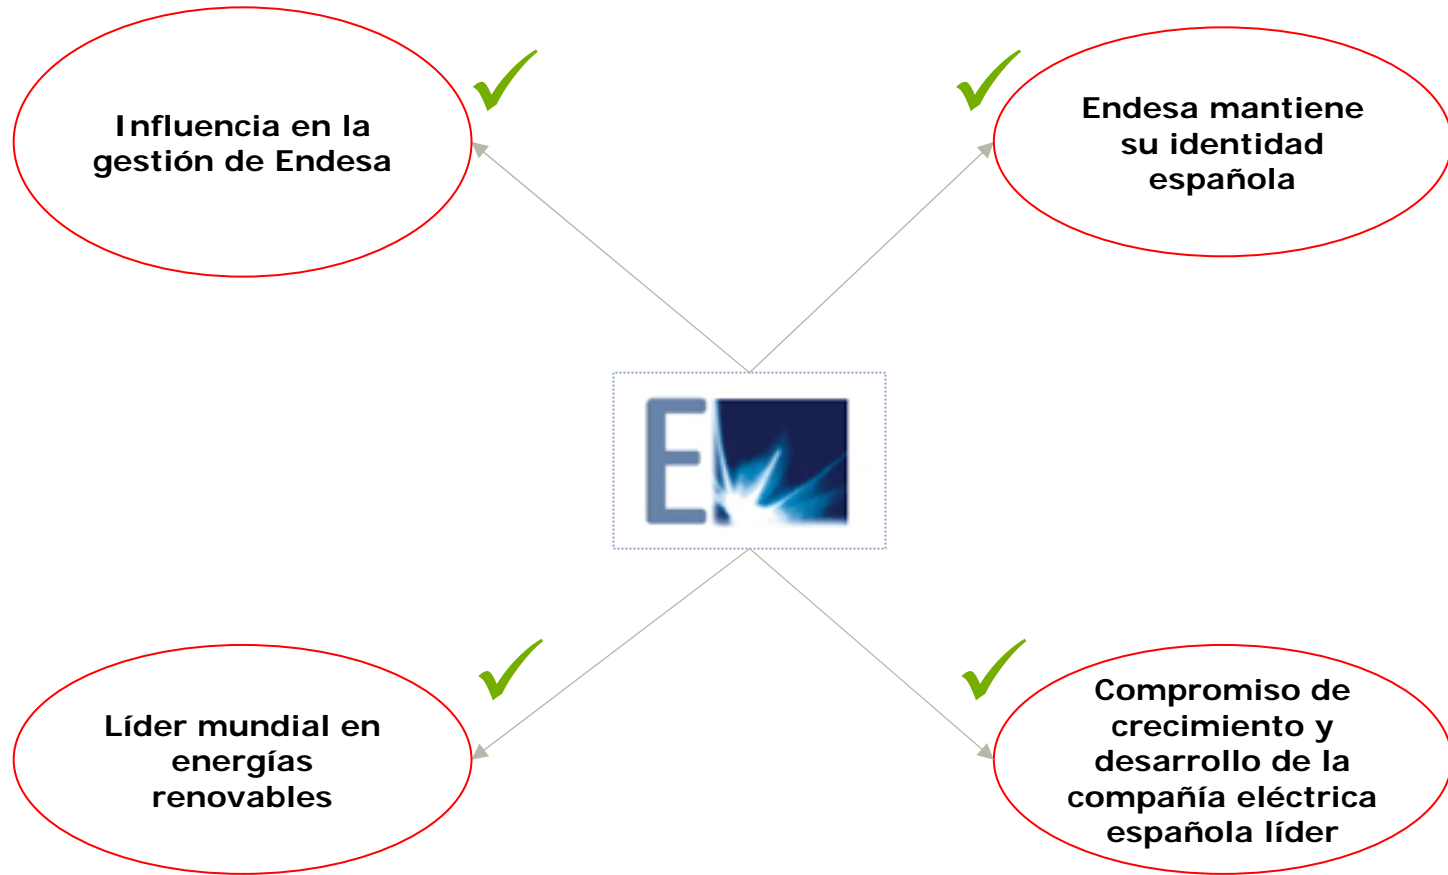 Influencia en la
gestión de Endesa
Endesa mantiene
su identidad
española
E
Líder mundial en
energías
renovables
Compromiso de
crecimiento y
desarrollo de la
compañía eléctrica
española líder